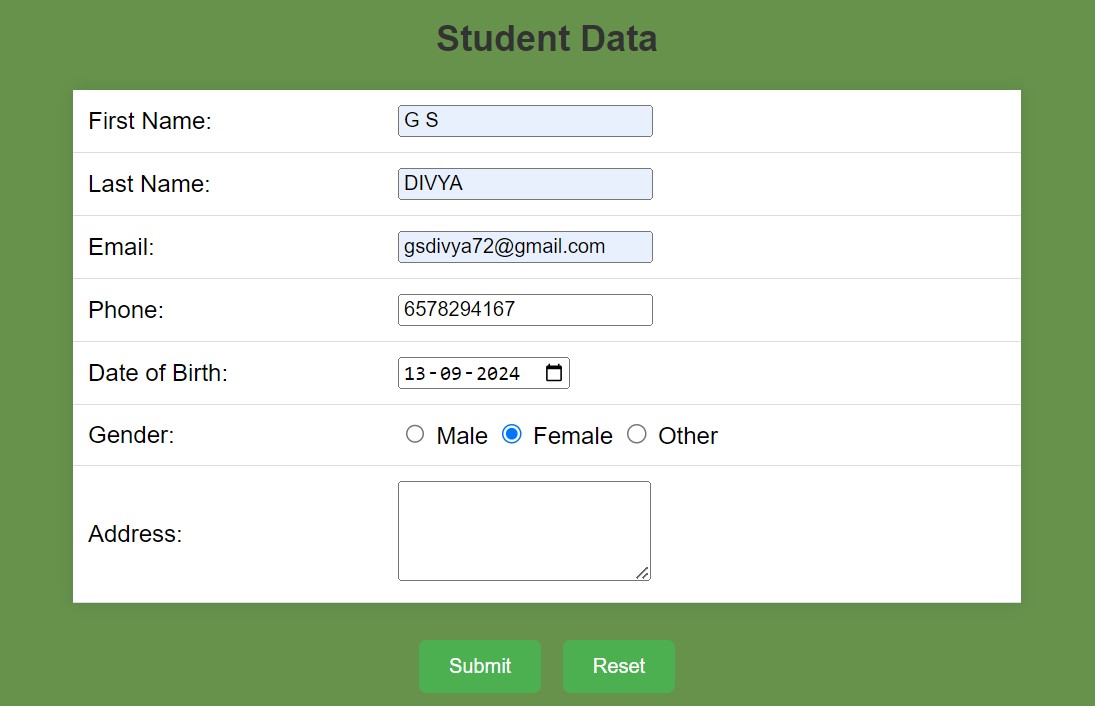 Student Data
First Name: G S
Last Name: DIVYA
Email: gsdivya72@gmail.com
Phone: 6578294167
Date of Birth: 13-09-2024
Gender: Male Female Other
Address:
Submit Reset